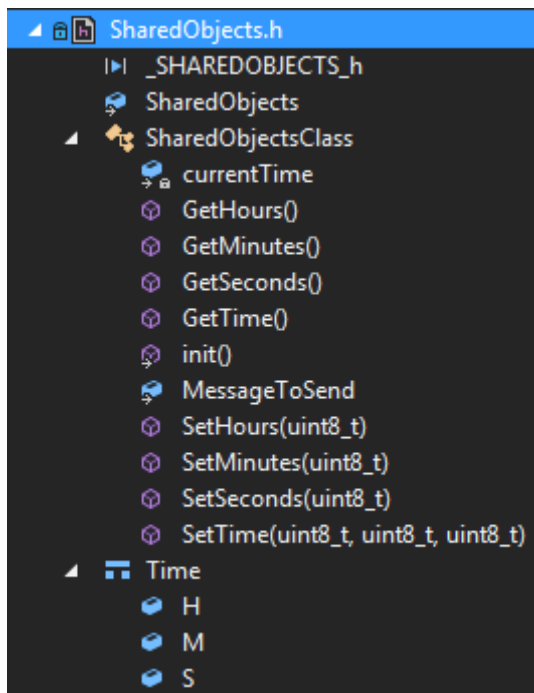 SharedObjects.h
_SHAREDOBJECTS_h
SharedObjects
SharedObjectsClass
currentTime
GetHours()
GetMinutes()
GetSeconds()
GetTime()
init()
MessageToSend
SetHours(uint8_t)
SetMinutes(uint8_t)
SetSeconds(uint8_t)
SetTime(uint8_t, uint8_t, uint8_t)
Time
H
M
S